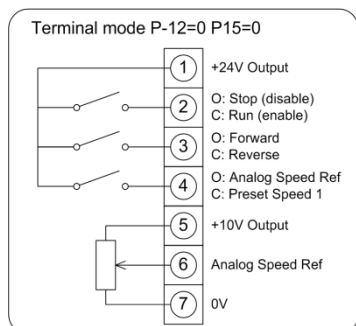 Terminal mode P-12=0 P15=0
1 +24V Output
2 O: Stop (disable)
C: Run (enable)
3 O: Forward
C: Reverse
4 O: Analog Speed Ref
C: Preset Speed 1
5 +10V Output
6 Analog Speed Ref
7 0V